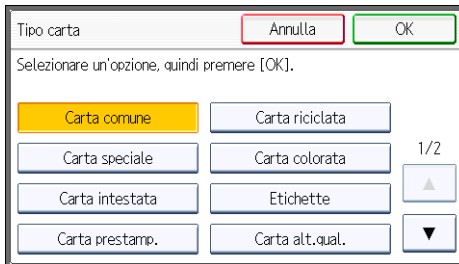 Tipo carta
Annulla
OK
Selezionare un'opzione, quindi premere [OK].
Carta comune
Carta riciclata
Carta speciale
Carta colorata
1/2
Carta intestata
Etichette
Carta prestamp.
Carta alt.qual.